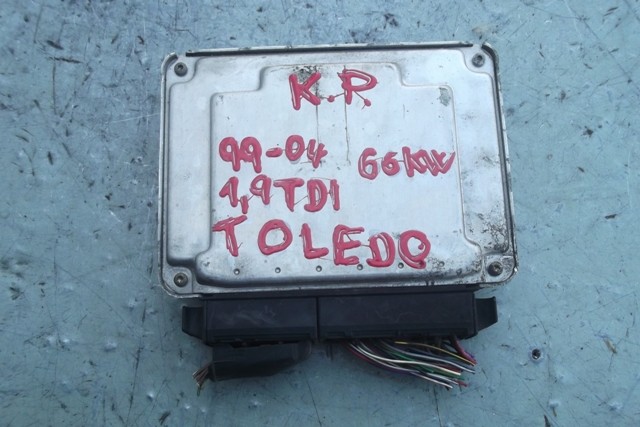 K.P.
99-04 66KW
1,9TDI
TOLEDO